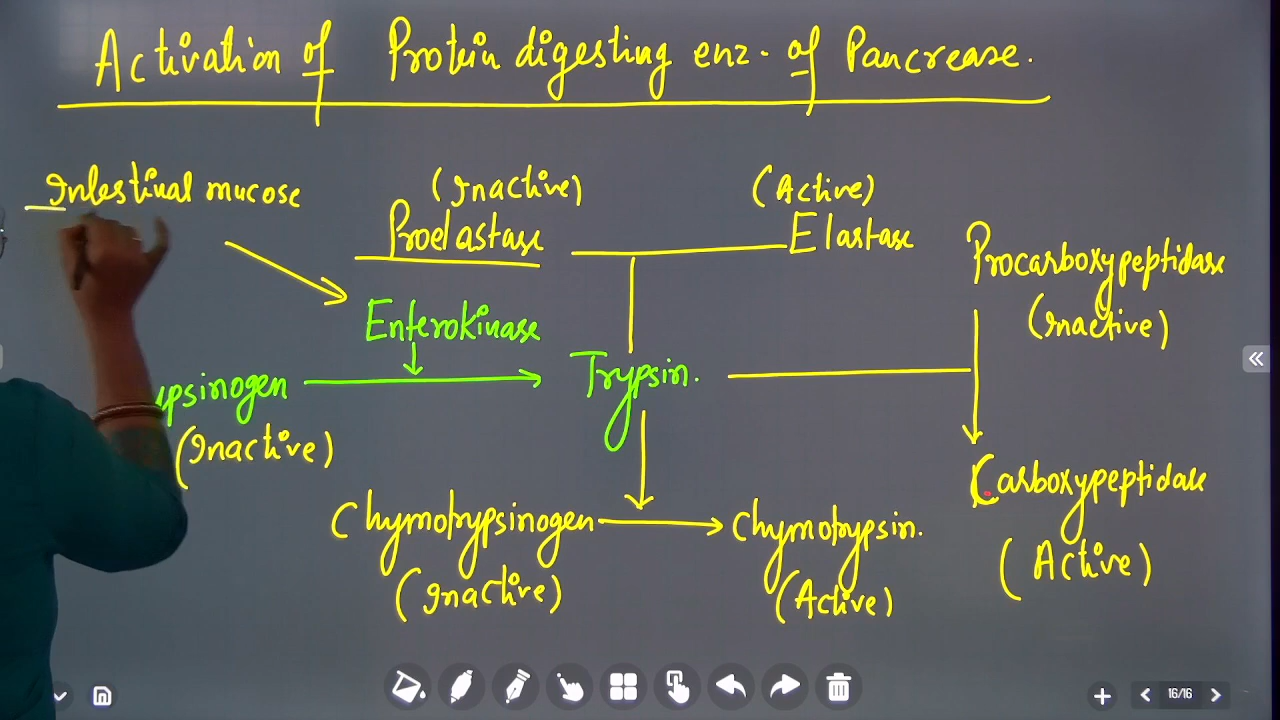 Activation of Protein digesting enz. of Pancrease.
Intestinal mucose
(Inactive)
(Active)
Proelastase
Elastase
Procarboxypeptidase
(Inactive)
Enterokinase
ypsinogen
Trypsin.
(Inactive)
Carboxypeptidase
(Active)
Chymotrypsinogen
Chymotrypsin.
(Inactive)
(Active)
16/16